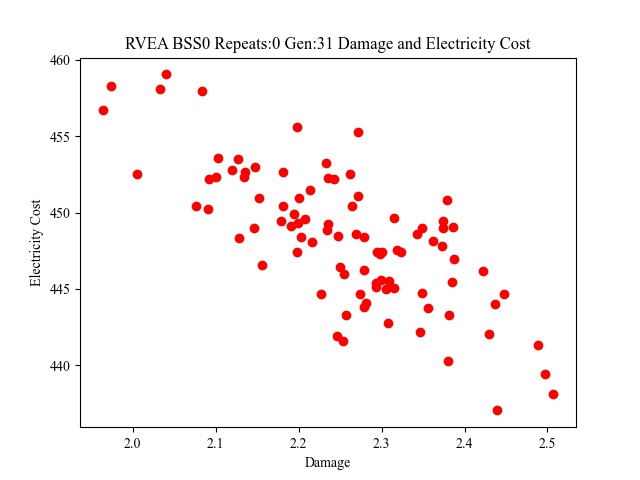 RVEA BSS0 Repeats:0 Gen:31 Damage and Electricity Cost
460
455
450
445
440
Electricity Cost
2.0 2.1 2.2 2.3 2.4 2.5
Damage